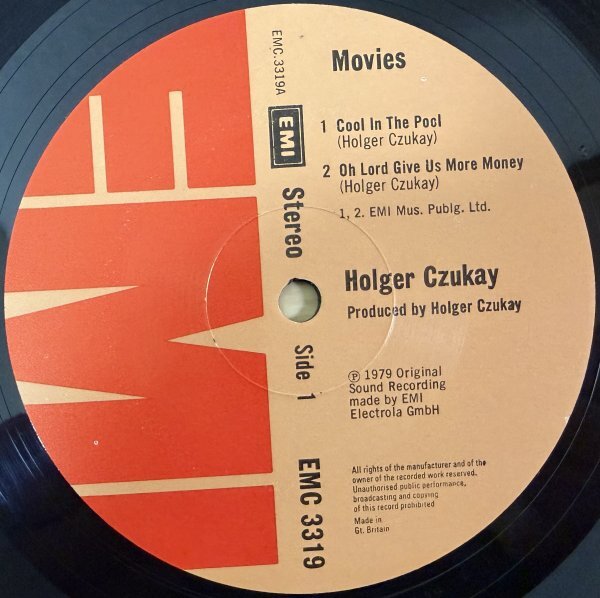 Movies
1 Cool In The Pocl
(Holger Czukay)
2 Oh Lord Give Us More Money
(Holger Czukay)
1, 2. EMI Mus. Publg. Ltd.
Holger Czukay
Produced by Holger Czukay
Ⓟ 1979 Original
Sound Recording
made by EMI
Electrola GmbH
All rights of the manufacturer and of the
owner of the recorded work reserved.
Unauthorised public performance,
broadcasting and copying
of this record prohibited
Made in
Gt. Britain
EMC.3319A
EMI
Stereo
Side 1
EMC 3319
EMI